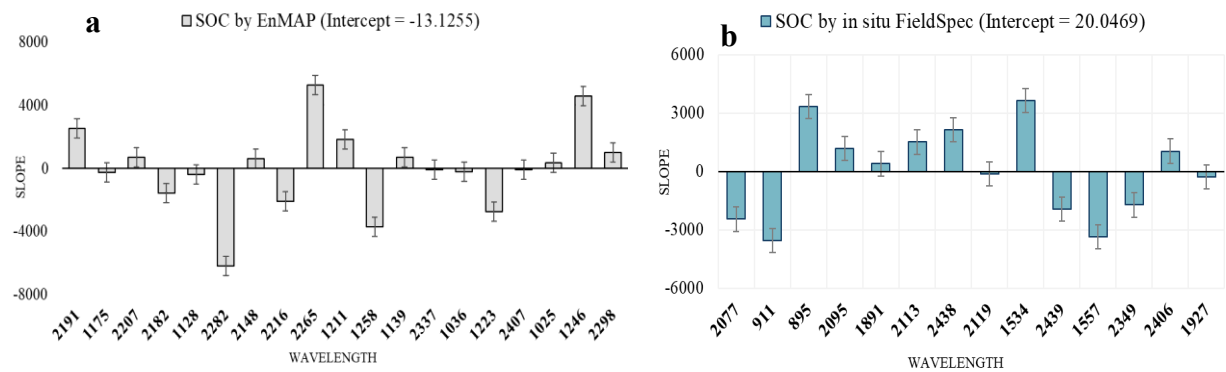 a
SOC by EnMAP (Intercept = -13.1255)
8000
4000
0
-4000
-8000
SLOPE
2191 1175 2207 2182 1128 2282 2148 2216 2265 1211 1258 1139 2337 1036 1223 2407 1025 1246 2298
WAVELENGTH
b
SOC by in situ FieldSpec (Intercept = 20.0469)
6000
3000
0
-3000
-6000
SLOPE
2077 911 895 2095 1891 2113 2438 2119 1534 2439 1557 2349 2406 1927
WAVELENGTH